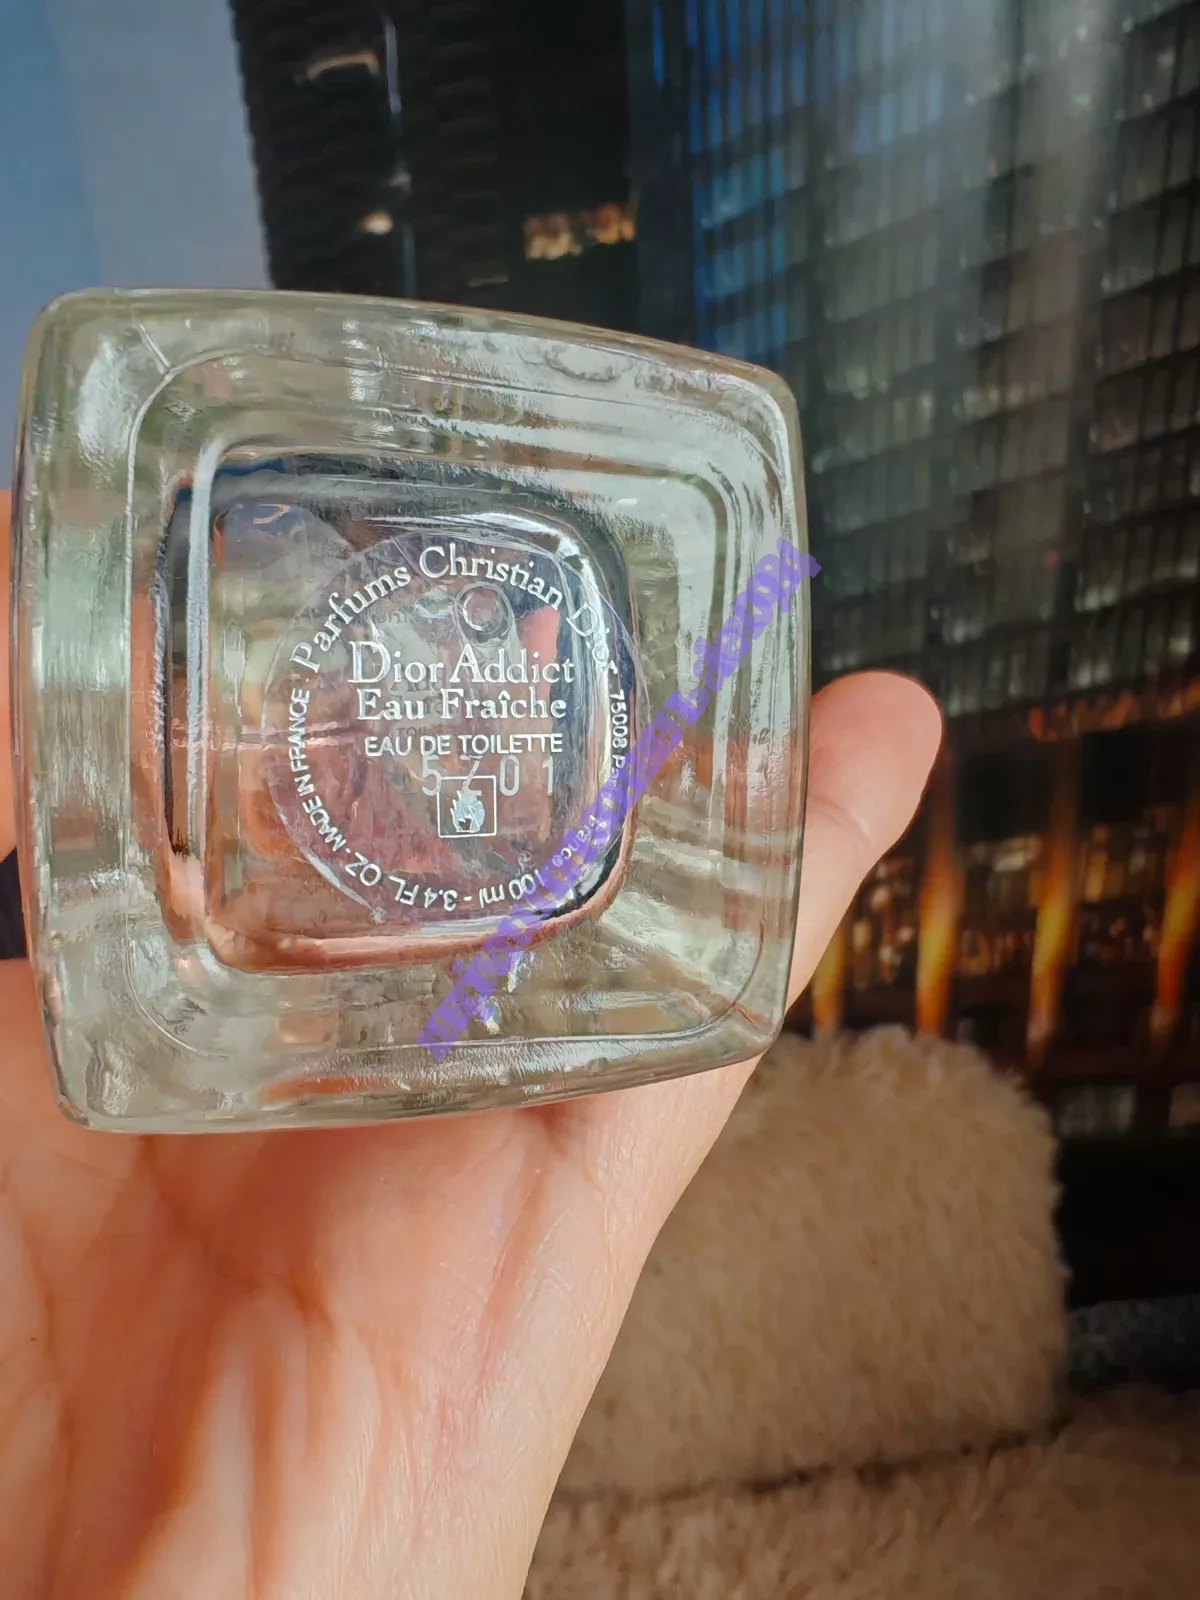 Parfums Christian Dior 75008 Paris France
100 ml - 3.4 FL OZ - MADE IN FRANCE
Dior Addict
Eau Fraîche
EAU DE TOILETTE
5Z01